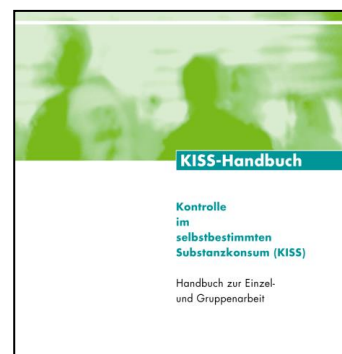 KISS-Handbuch
Kontrolle
im
selbstbestimmten
Substanzkonsum (KISS)
Handbuch zur Einzel-
und Gruppenarbeit